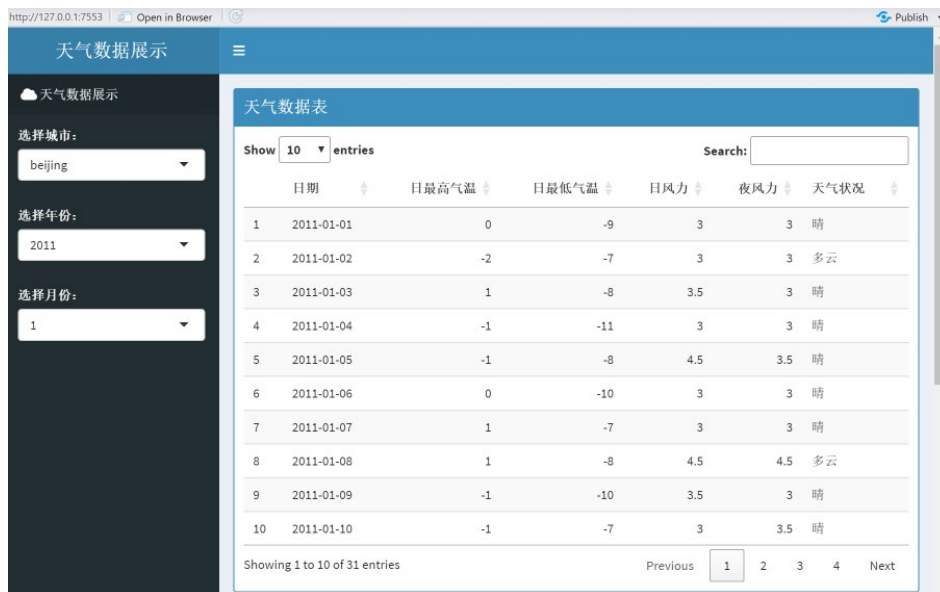 http://127.0.0.1:7553 Open in Browser Publish
天气数据展示
天气数据展示
选择城市：
beijing
选择年份：
2011
选择月份：
1
天气数据表
Show 10 entries Search:
日期 日最高气温 日最低气温 日风力 夜风力 天气状况
1 2011-01-01 0 -9 3 3 晴
2 2011-01-02 -2 -7 3 3 多云
3 2011-01-03 1 -8 3.5 3 晴
4 2011-01-04 -1 -11 3 3 晴
5 2011-01-05 -1 -8 4.5 3.5 晴
6 2011-01-06 0 -10 3 3 晴
7 2011-01-07 1 -7 3 3 晴
8 2011-01-08 1 -8 4.5 4.5 多云
9 2011-01-09 -1 -10 3.5 3 晴
10 2011-01-10 -1 -7 3 3.5 晴
Showing 1 to 10 of 31 entries Previous 1 2 3 4 Next